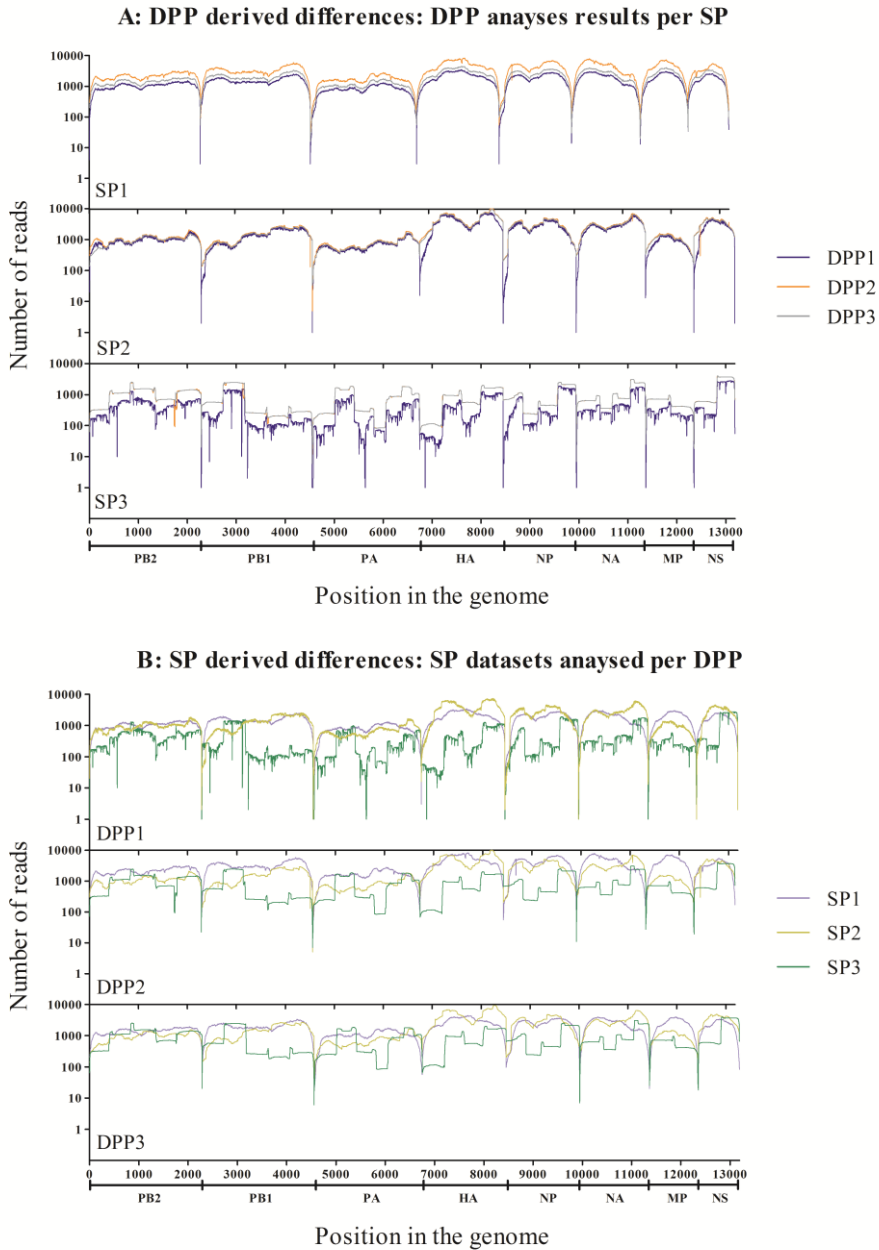 A: DPP derived differences: DPP anayses results per SP
Number of reads
10000
1000
100
10
1
SP1
10000
1000
100
10
1
SP2
10000
1000
100
10
1
SP3
DPP1
DPP2
DPP3
0 1000 2000 3000 4000 5000 6000 7000 8000 9000 10000 11000 12000 13000
PB2 PB1 PA HA NP NA MP NS
Position in the genome
B: SP derived differences: SP datasets anaysed per DPP
Number of reads
10000
1000
100
10
1
DPP1
10000
1000
100
10
1
DPP2
10000
1000
100
10
1
DPP3
SP1
SP2
SP3
0 1000 2000 3000 4000 5000 6000 7000 8000 9000 10000 11000 12000 13000
PB2 PB1 PA HA NP NA MP NS
Position in the genome